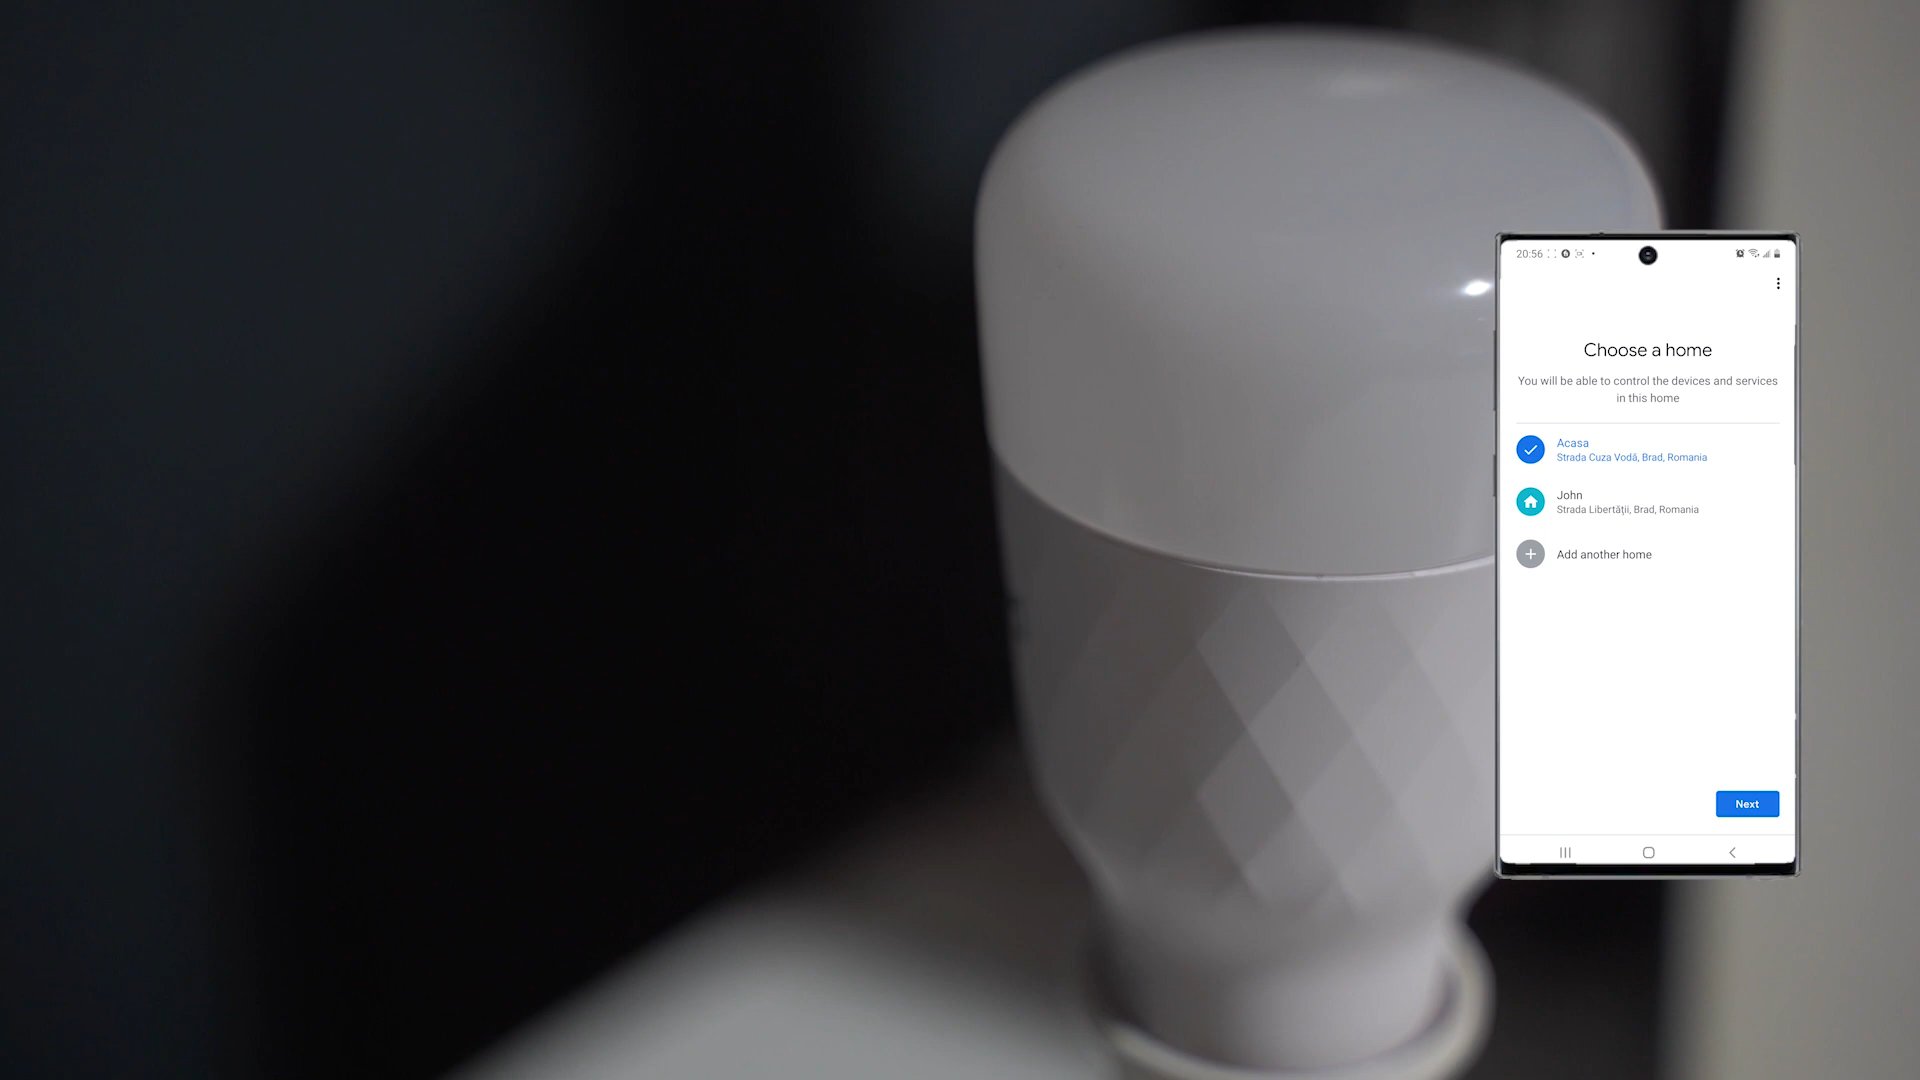 20:56
Choose a home
You will be able to control the devices and services
in this home
Acasa
Strada Cuza Vodă, Brad, Romania
John
Strada Libertății, Brad, Romania
Add another home
Next